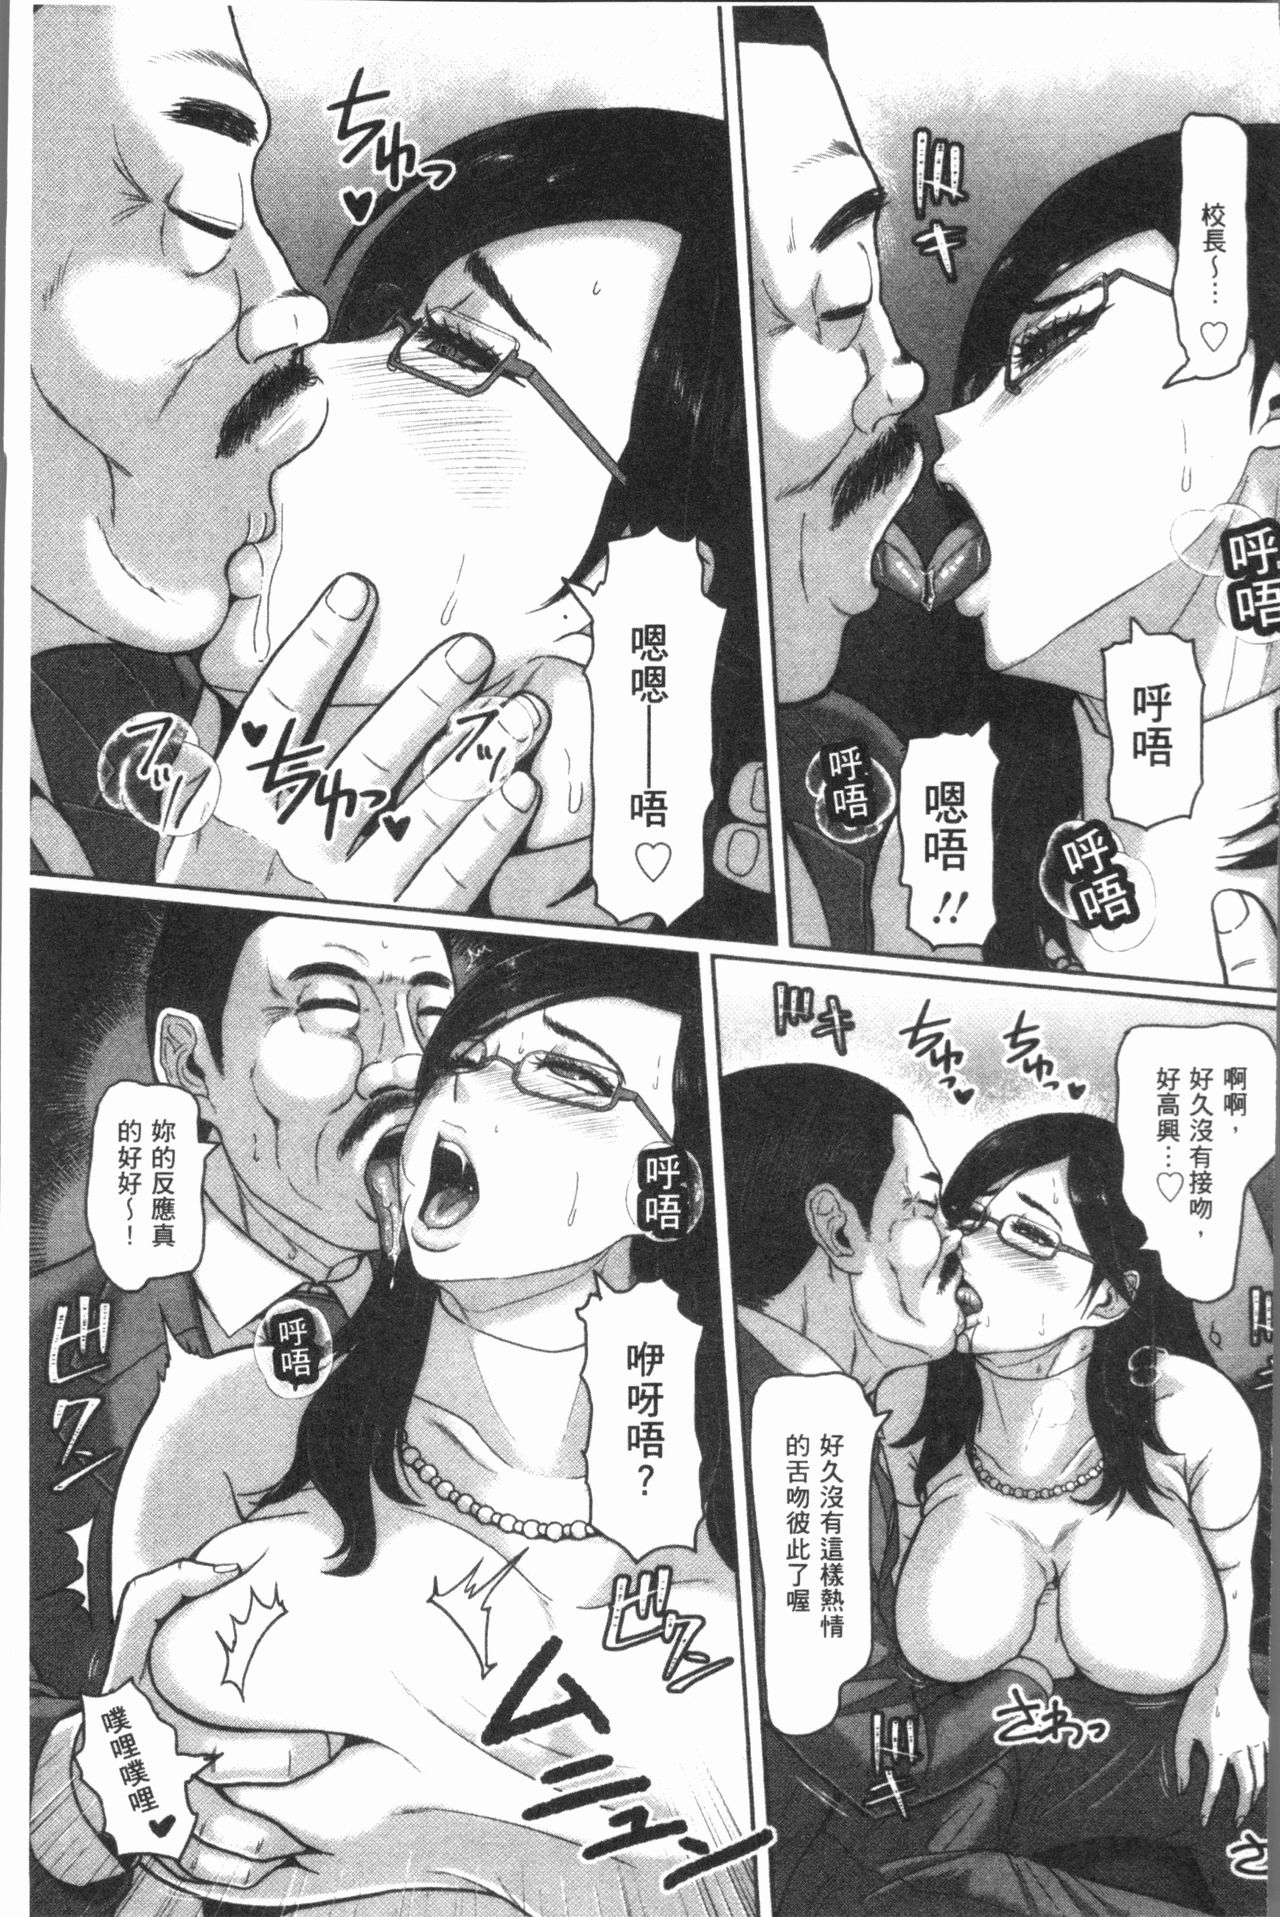 校長～…♡
ドキ
呼唔
呼唔
嗯唔!!
呼唔
呼唔
ちゅっ♥
嗯嗯——唔♡
フッ
ちゅっ
フッ
啊啊，
好久沒有接吻，
好高興…♡
ちゅっ
ちゅっ
ドキ
好久沒有這樣熱情
的舌吻彼此了喔
さわっ
ドキ
さ
妳的反應真
的好好～！
呼唔
呼唔
咿呀唔？
ビクン
ビクン
ムニュン
噗哩噗哩